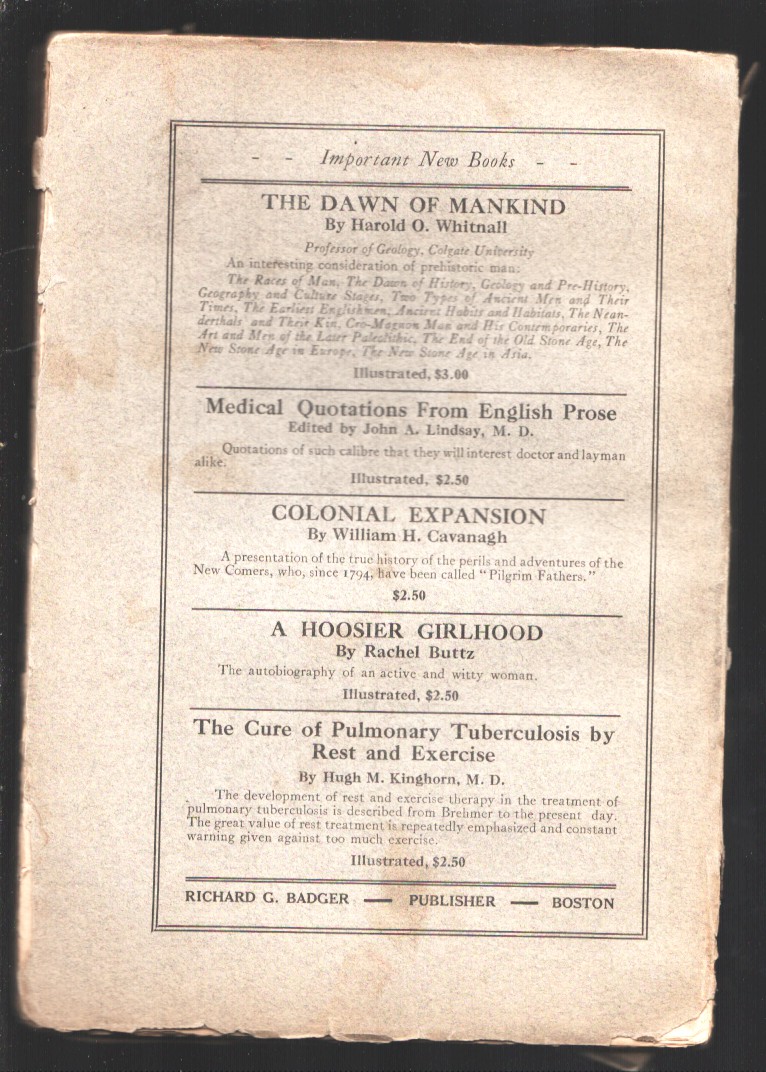 - - Important New Books - -
THE DAWN OF MANKIND
By Harold O. Whitnall
Professor of Geology, Colgate University
An interesting consideration of prehistoric man:
The Races of Man, The Dawn of History, Geology and Pre-History,
Geography and Culture Stages, Two Types of Ancient Men and Their
Times, The Earliest Englishmen, Ancient Habits and Habitats, The Nean-
derthals and Their Kin, Cro-Magnon Man and His Contemporaries, The
Art and Men of the Later Paleolithic, The End of the Old Stone Age, The
New Stone Age in Europe, The New Stone Age in Asia.
Illustrated, $3.00
Medical Quotations From English Prose
Edited by John A. Lindsay, M. D.
Quotations of such calibre that they will interest doctor and layman
alike.
Illustrated, $2.50
COLONIAL EXPANSION
By William H. Cavanagh
A presentation of the true history of the perils and adventures of the
New Comers, who, since 1794, have been called "Pilgrim Fathers."
$2.50
A HOOSIER GIRLHOOD
By Rachel Buttz
The autobiography of an active and witty woman.
Illustrated, $2.50
The Cure of Pulmonary Tuberculosis by
Rest and Exercise
By Hugh M. Kinghorn, M. D.
The development of rest and exercise therapy in the treatment of
pulmonary tuberculosis is described from Brehmer to the present day.
The great value of rest treatment is repeatedly emphasized and constant
warning given against too much exercise.
Illustrated, $2.50
RICHARD G. BADGER — PUBLISHER — BOSTON